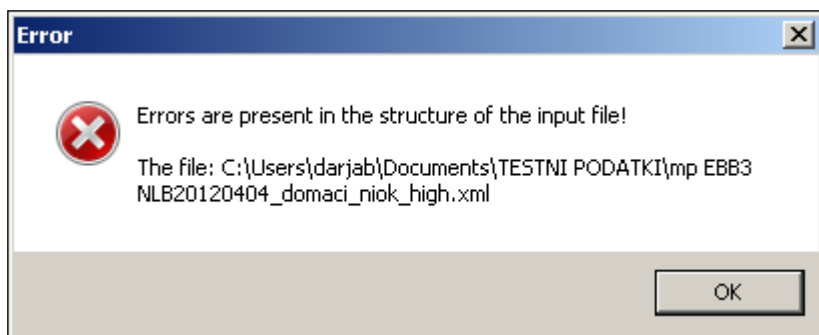 Error
Errors are present in the structure of the input file!
The file: C:\Users\darjab\Documents\TESTNI PODATKI\mp EBB3
NLB20120404_domaci_niok_high.xml
OK